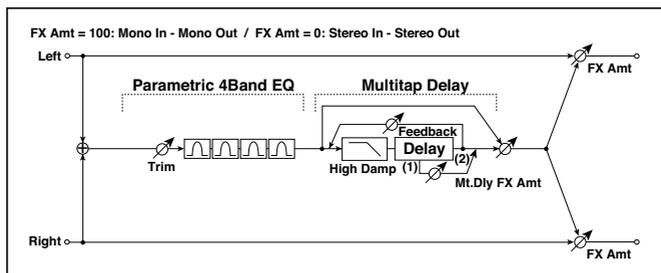 FX Amt = 100: Mono In - Mono Out / FX Amt = 0: Stereo In - Stereo Out
Left
FX Amt
Parametric 4Band EQ
Multitap Delay
Feedback
Trim
High Damp
Delay
(1)
(2)
Mt.Dly FX Amt
Right
FX Amt